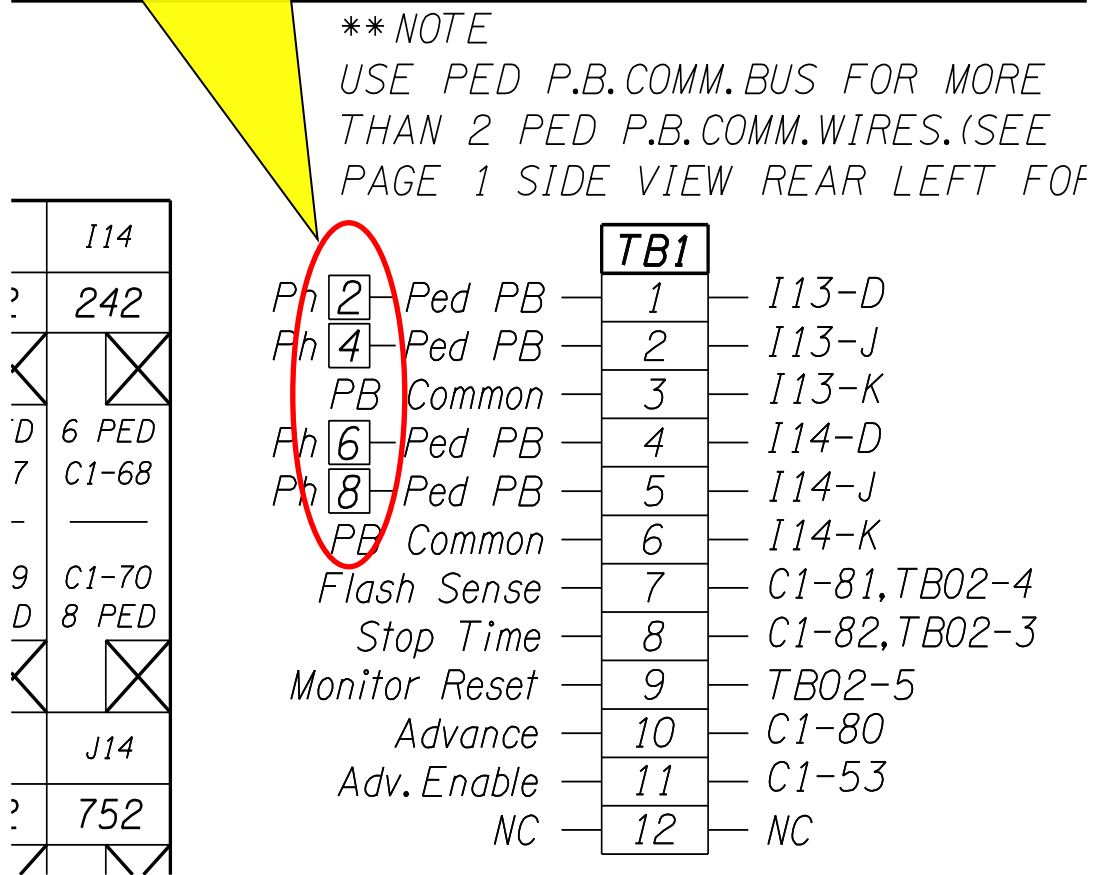 ** NOTE
USE PED P.B.COMM.BUS FOR MORE
THAN 2 PED P.B.COMM.WIRES.(SEE
PAGE 1 SIDE VIEW REAR LEFT
I14
242
6 PED
C1-68
C1-70
8 PED
J14
752
TB1
Ph 2 Ped PB 1 I13-D
Ph 4 Ped PB 2 I13-J
PB Common 3 I13-K
Ph 6 Ped PB 4 I14-D
Ph 8 Ped PB 5 I14-J
PB Common 6 I14-K
Flash Sense 7 C1-81,TB02-4
Stop Time 8 C1-82,TB02-3
Monitor Reset 9 TB02-5
Advance 10 C1-80
Adv.Enable 11 C1-53
NC 12 NC